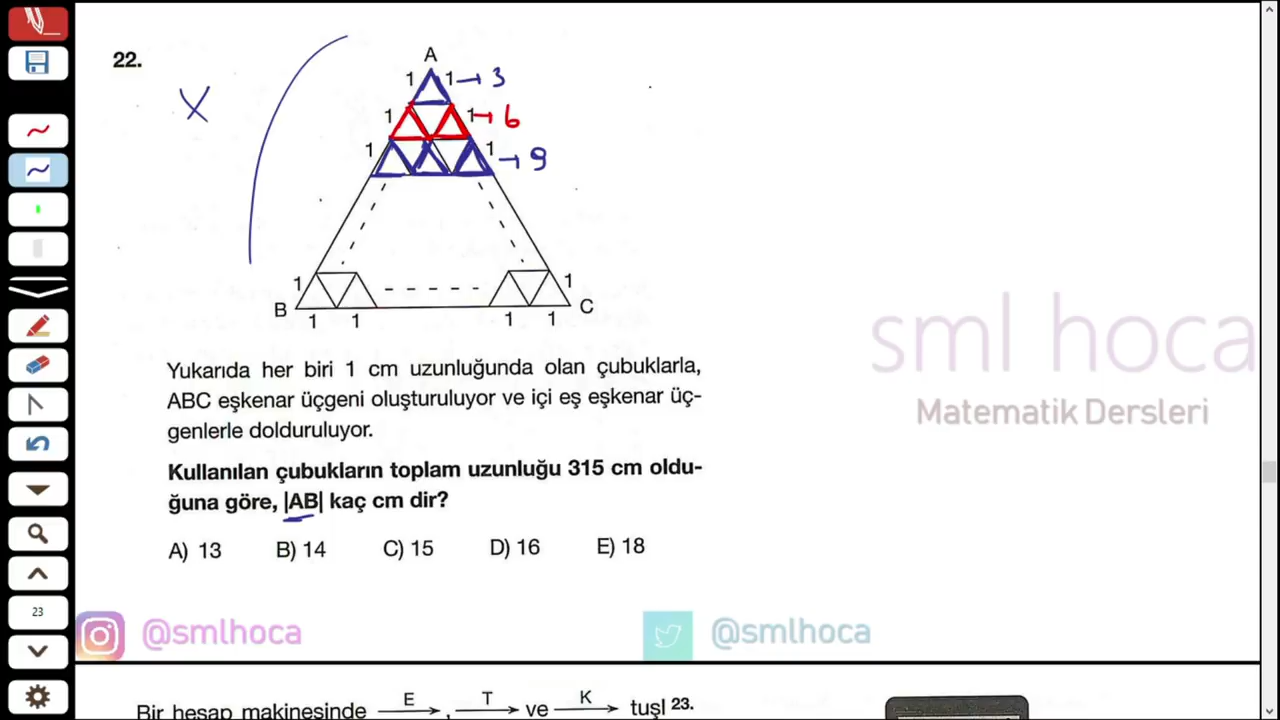 22.
X
A
1 1 → 3
1 1 → 6
1 1 → 9
1 1
B C
1 1 1 1
Yukarıda her biri 1 cm uzunluğunda olan çubuklarla,
ABC eşkenar üçgeni oluşturuluyor ve içi eş eşkenar üç-
genlerle dolduruluyor.
Kullanılan çubukların toplam uzunluğu 315 cm oldu-
ğuna göre, |AB| kaç cm dir?
A) 13 B) 14 C) 15 D) 16 E) 18
sml hoca
Matematik Dersleri
@smlhoca @smlhoca
23
Bir hesap makinesinde E , T ve K tuşl 23.